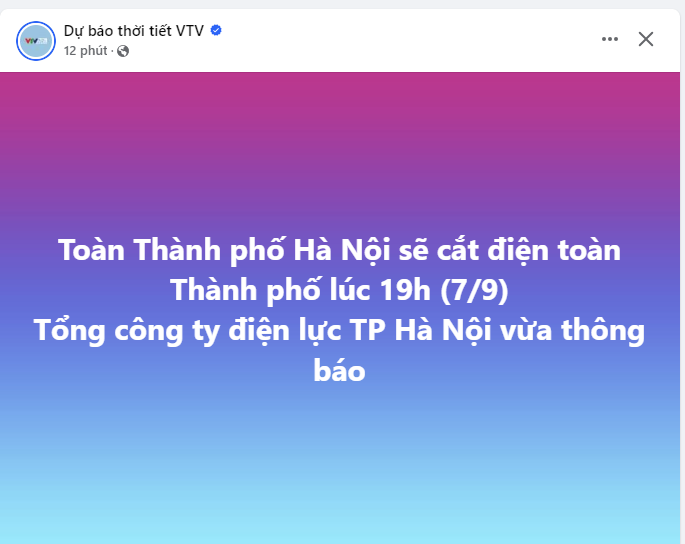 Dự báo thời tiết VTV
12 phút ·
Toàn Thành phố Hà Nội sẽ cắt điện toàn
Thành phố lúc 19h (7/9)
Tổng công ty điện lực TP Hà Nội vừa thông
báo